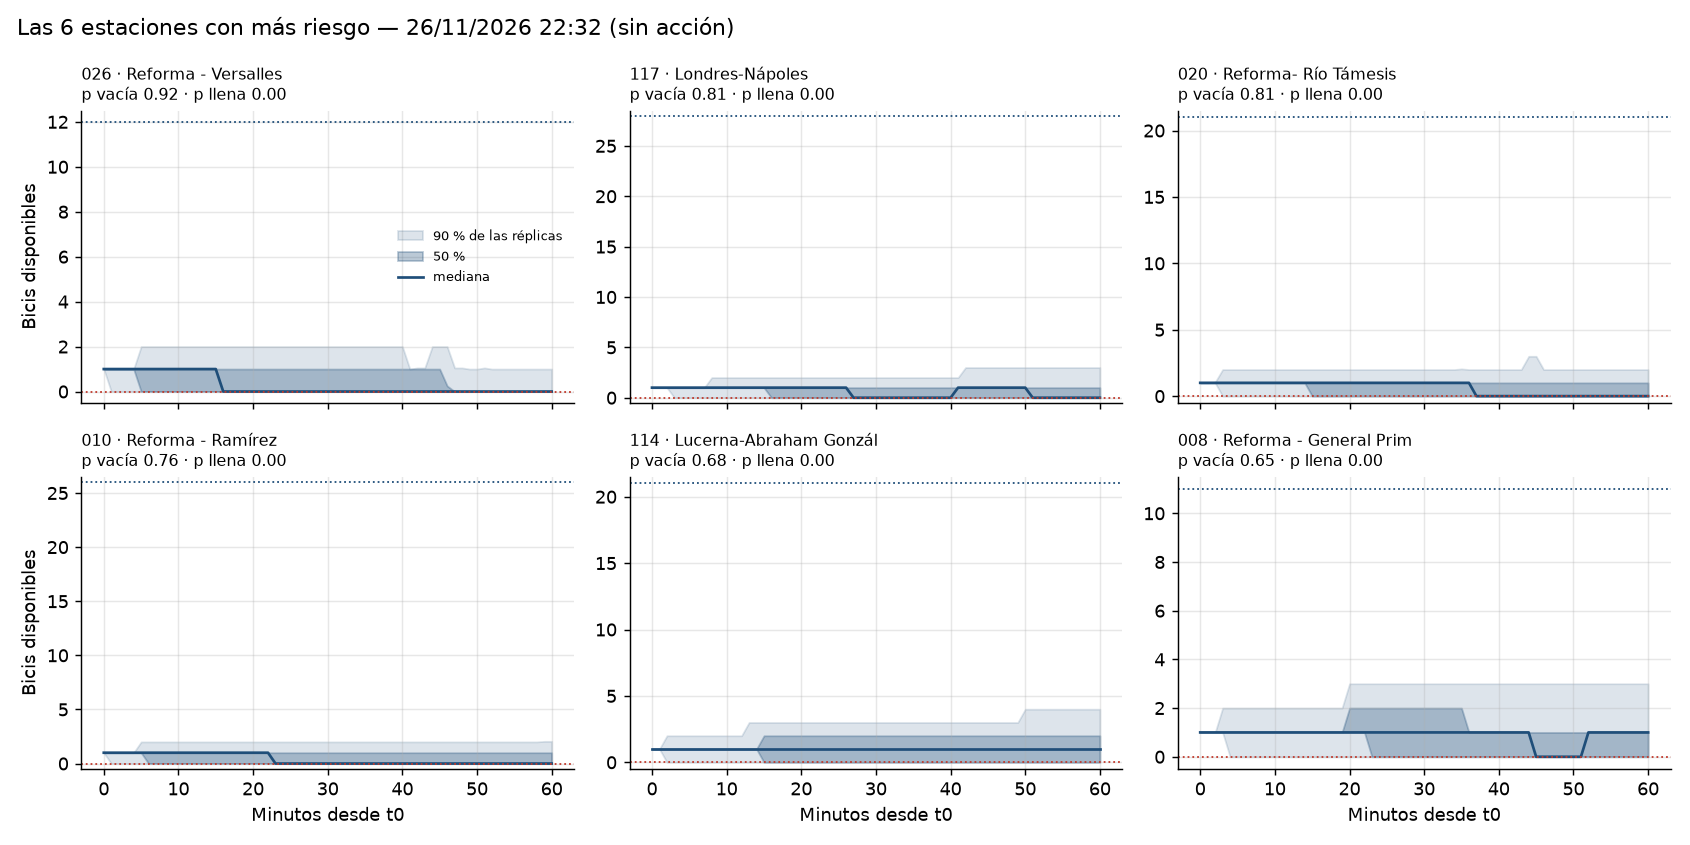 Las 6 estaciones con más riesgo — 26/11/2026 22:32 (sin acción)
026 · Reforma - Versalles
p vacía 0.92 · p llena 0.00
12
10
8
6
4
2
0
Bicis disponibles
90 % de las réplicas
50 %
mediana
117 · Londres-Nápoles
p vacía 0.81 · p llena 0.00
25
20
15
10
5
0
020 · Reforma- Río Támesis
p vacía 0.81 · p llena 0.00
20
15
10
5
0
010 · Reforma - Ramírez
p vacía 0.76 · p llena 0.00
25
20
15
10
5
0
Bicis disponibles
0 10 20 30 40 50 60
Minutos desde t0
114 · Lucerna-Abraham Gonzál
p vacía 0.68 · p llena 0.00
20
15
10
5
0
0 10 20 30 40 50 60
Minutos desde t0
008 · Reforma - General Prim
p vacía 0.65 · p llena 0.00
10
8
6
4
2
0
0 10 20 30 40 50 60
Minutos desde t0